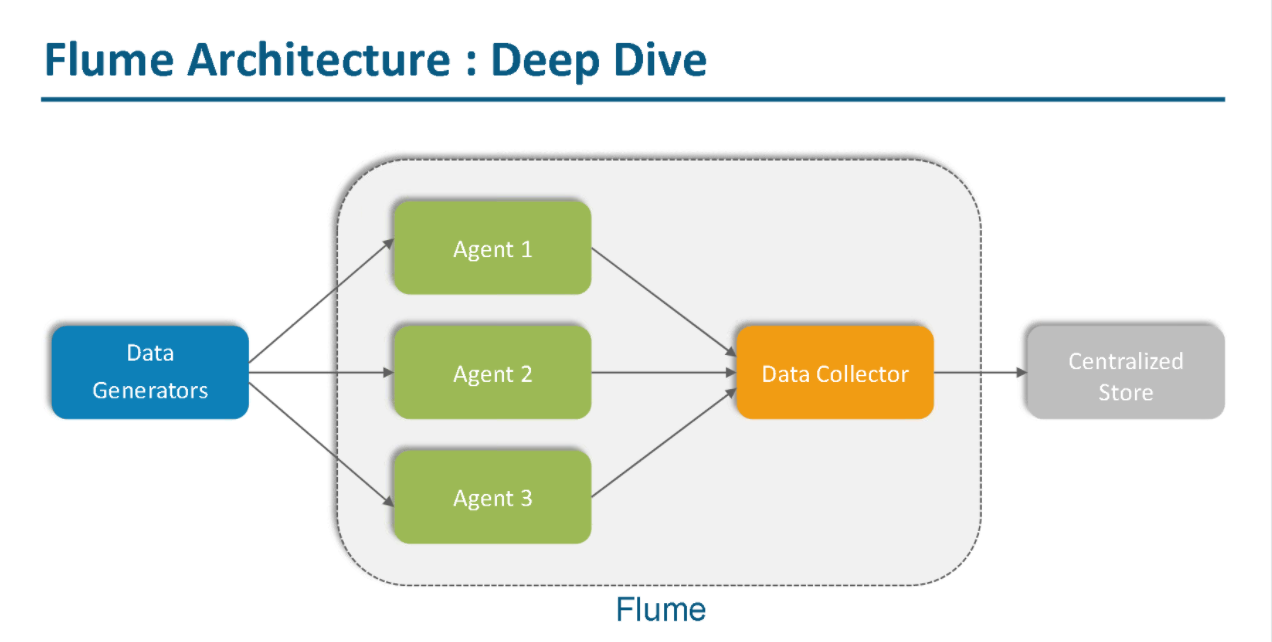 Flume Architecture : Deep Dive
Agent 1
Data
Generators
Agent 2
Data Collector
Centralized
Store
Agent 3
Flume